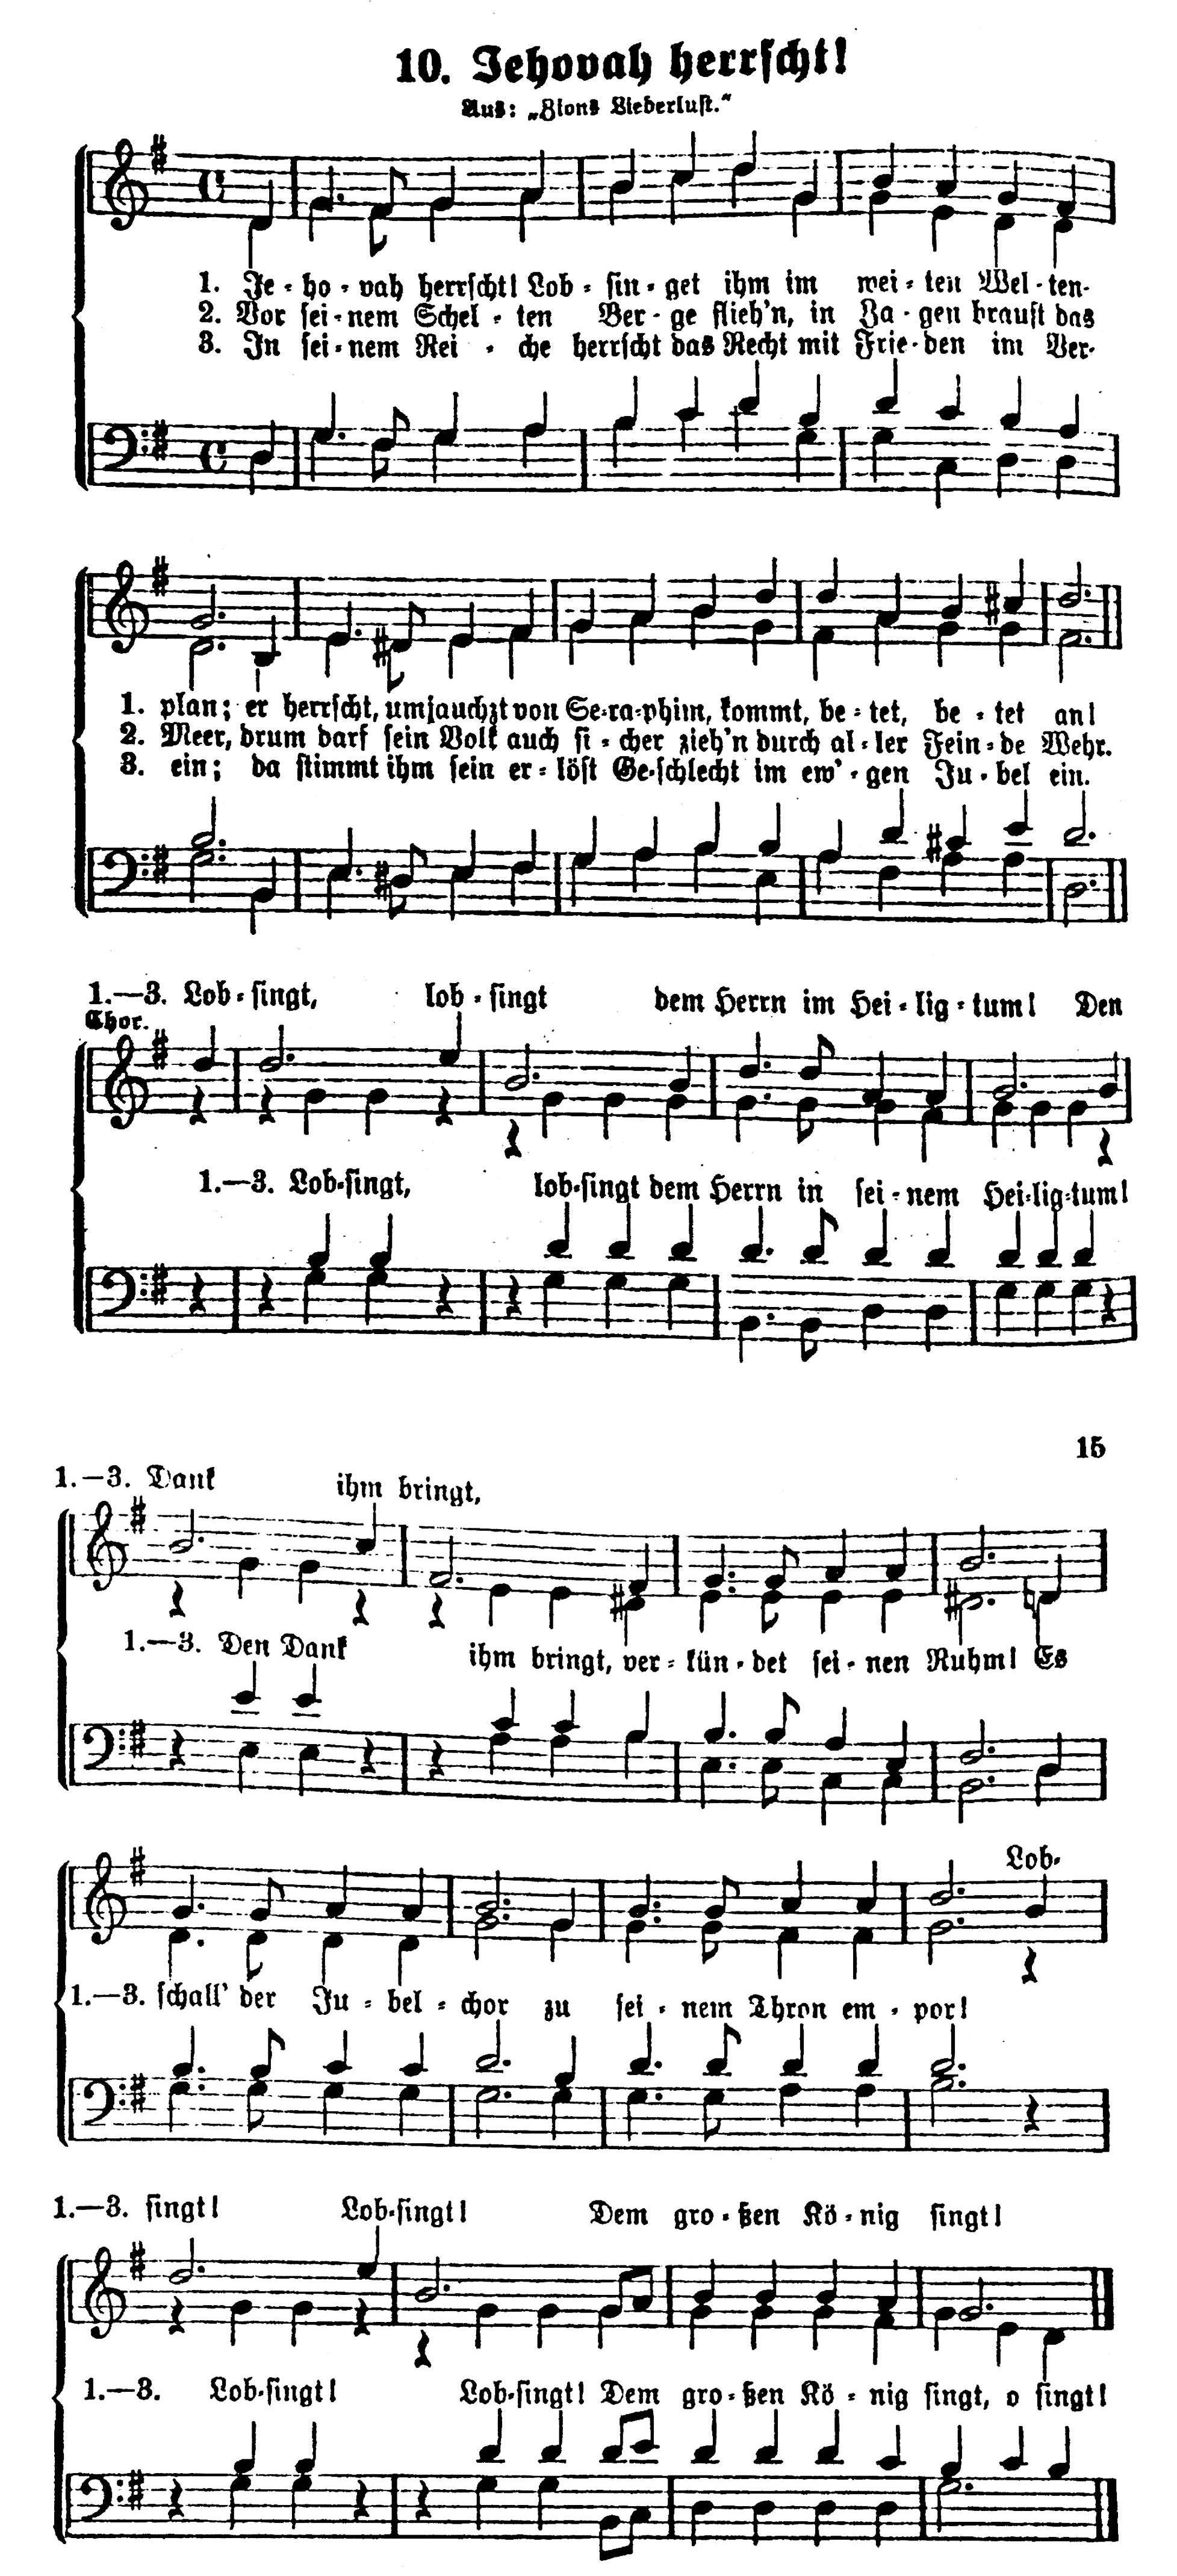 10. Jehovah herrscht!
Aus: „Zions Liederlust.“
1. Je - ho - vah herrscht! Lob - sin - get ihm im wei - ten Wel - ten-
2. Vor sei - nem Schel - ten Ber - ge flieh'n, in Za - gen braust das
3. In sei - nem Rei - che herrscht das Recht mit Frie - den im Ver-
1. plan; er herrscht, umjauchzt von Se-ra-phim, kommt, be - tet, be - tet an!
2. Meer, drum darf sein Volk auch si - cher zieh'n durch al - ler Fein - de Wehr.
3. ein; da stimmt ihm sein er - löst Ge-schlecht im ew' - gen Ju - bel ein.
1.—3. Lob - singt, lob - singt dem Herrn im Hei - lig - tum! Den
Chor.
1.—3. Lob-singt, lob-singt dem Herrn in sei - nem Hei-lig-tum!
15
1.—3. Dank ihm bringt,
1.—3. Den Dank ihm bringt, ver - kün - det sei - nen Ruhm! Es
Lob-
1.—3. schall' der Ju - bel - chor zu sei - nem Thron em - por!
1.—3. singt! Lob-singt! Dem gro - ßen Kö - nig singt!
1.—3. Lob-singt! Lob-singt! Dem gro - ßen Kö - nig singt, o singt!